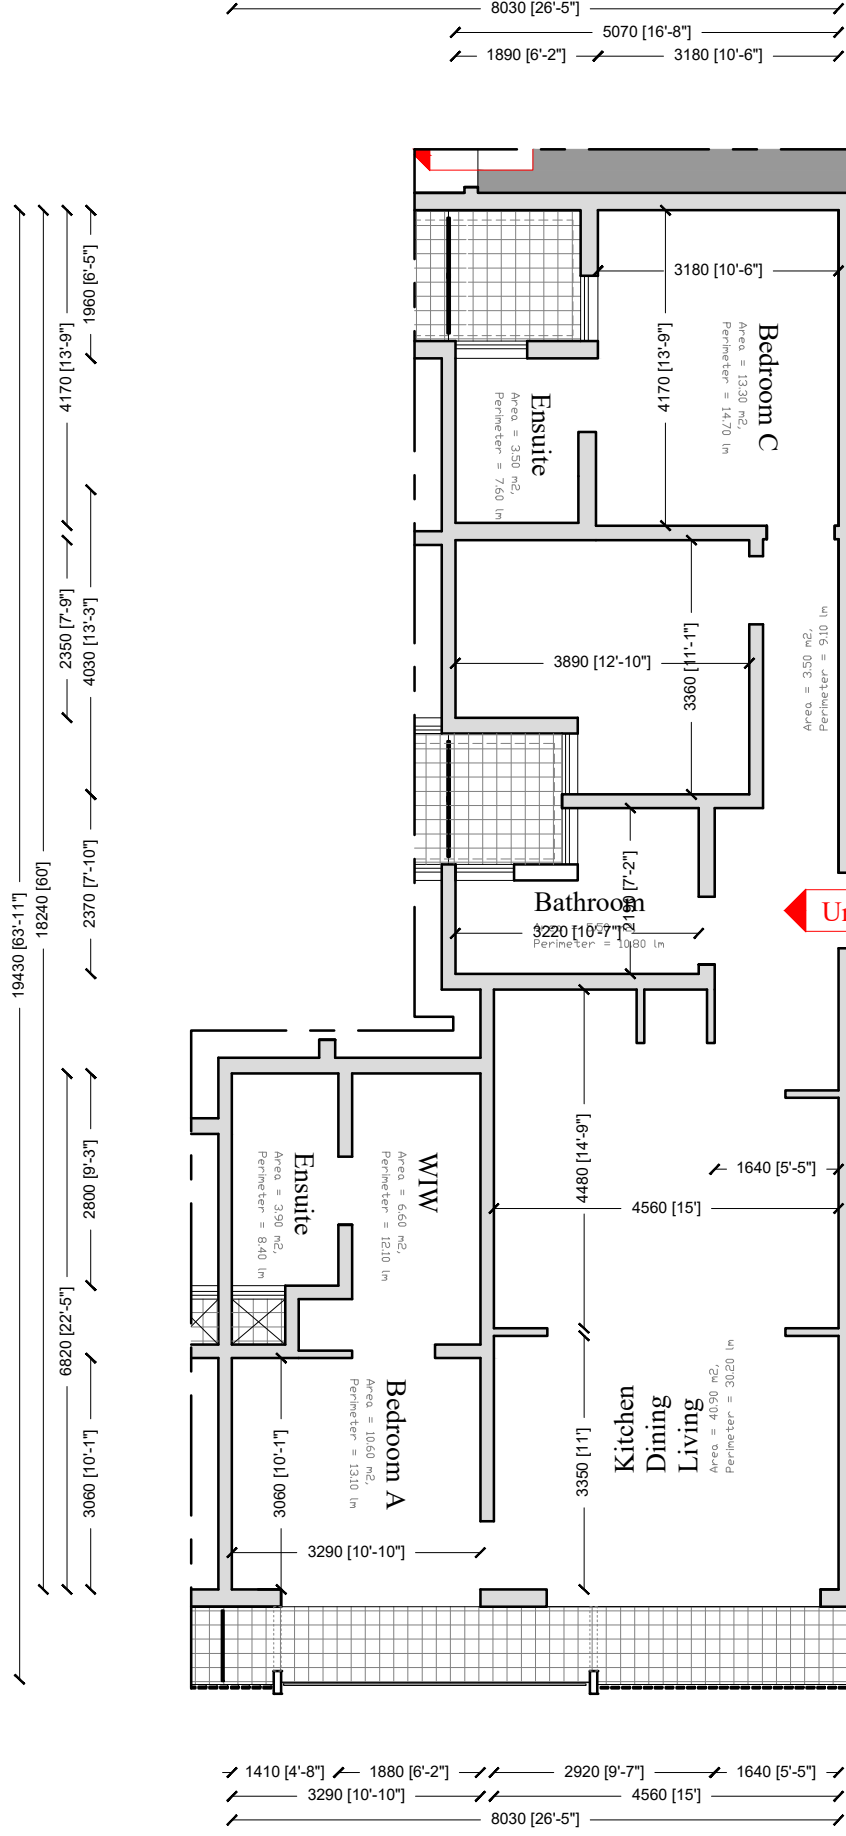 8030 [26'-5"]
5070 [16'-8"]
1890 [6'-2"]
3180 [10'-6"]
1960 [6'-5"]
4170 [13'-9"]
3180 [10'-6"]
4170 [13'-9"]
Bedroom C
Area = 13.30 m2,
Perimeter = 14.70 lm
Ensuite
Area = 3.50 m2,
Perimeter = 7.60 lm
2350 [7'-9"]
4030 [13'-3"]
3890 [12'-10"]
3360 [11'-1"]
Area = 3.50 m2,
Perimeter = 9.10 lm
19430 [63'-11"]
18240 [60']
2370 [7'-10"]
2190 [7'-2"]
Bathroom
3220 [10'-7"]
Perimeter = 10.80 lm
2800 [9'-3"]
6820 [22'-5"]
3060 [10'-1"]
Ensuite
Area = 3.90 m2,
Perimeter = 8.40 lm
WIW
Area = 6.60 m2,
Perimeter = 12.10 lm
4480 [14'-9"]
1640 [5'-5"]
4560 [15']
Bedroom A
Area = 10.60 m2,
Perimeter = 13.10 lm
3060 [10'-1"]
3290 [10'-10"]
3350 [11']
Kitchen
Dining
Living
Area = 40.90 m2,
Perimeter = 30.20 lm
1410 [4'-8"]
1880 [6'-2"]
2920 [9'-7"]
1640 [5'-5"]
3290 [10'-10"]
4560 [15']
8030 [26'-5"]